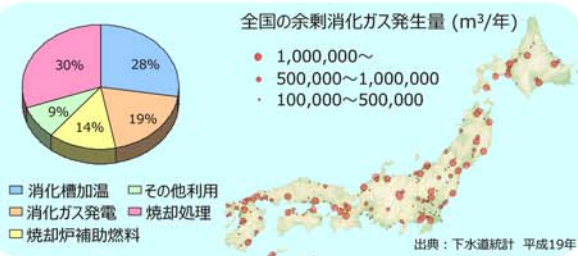 全国の余剰消化ガス発生量 (m³/年)
1,000,000～
500,000～1,000,000
100,000～500,000
28%
19%
14%
9%
30%
消化槽加温
その他利用
消化ガス発電
焼却処理
焼却炉補助燃料
出典：下水道統計 平成19年